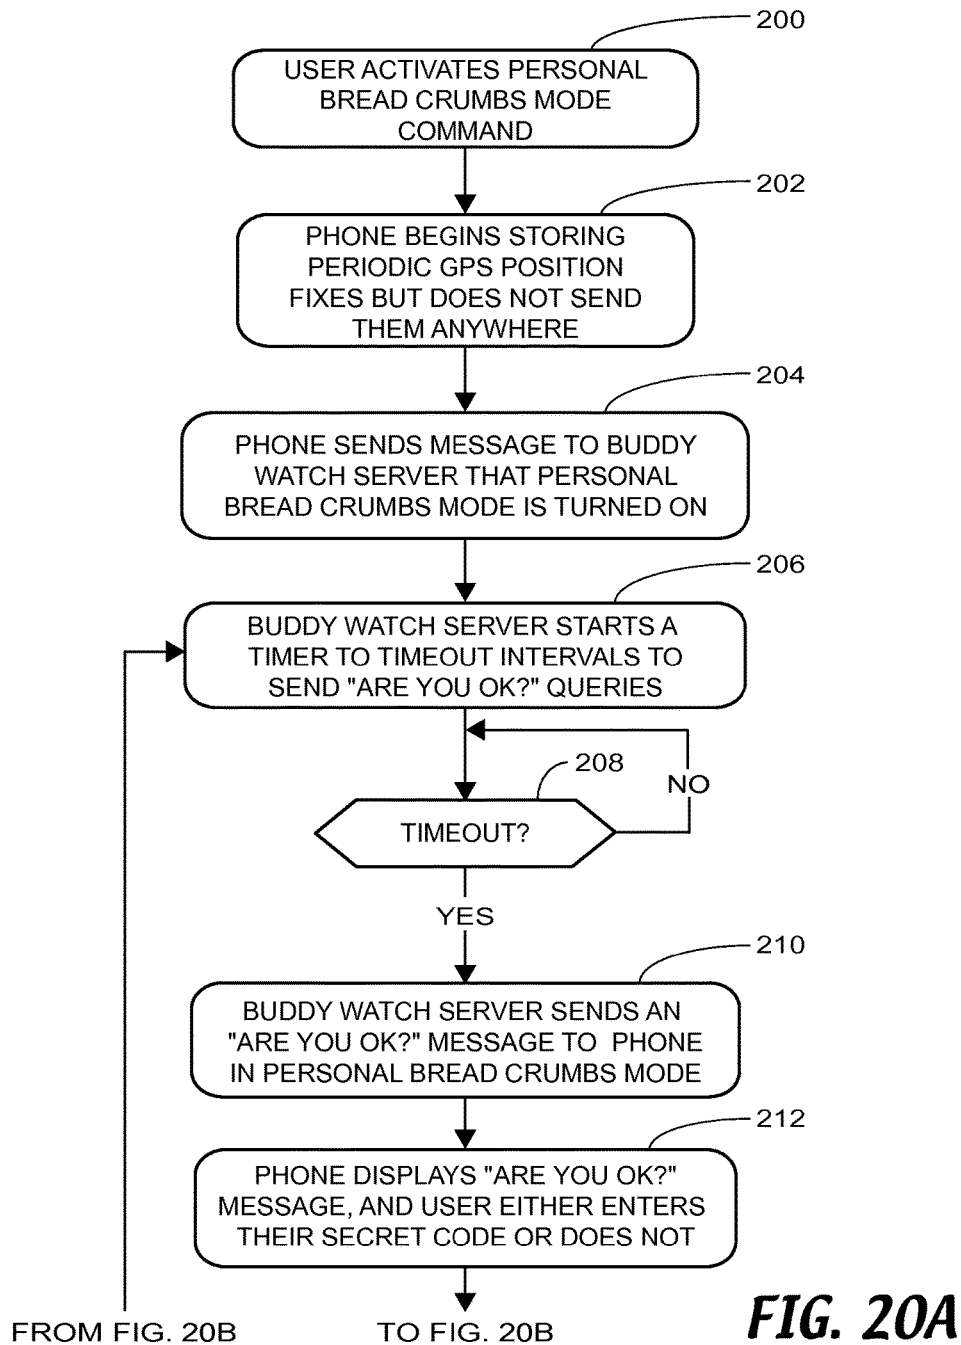 200
USER ACTIVATES PERSONAL
BREAD CRUMBS MODE
COMMAND
202
PHONE BEGINS STORING
PERIODIC GPS POSITION
FIXES BUT DOES NOT SEND
THEM ANYWHERE
204
PHONE SENDS MESSAGE TO BUDDY
WATCH SERVER THAT PERSONAL
BREAD CRUMBS MODE IS TURNED ON
206
BUDDY WATCH SERVER STARTS A
TIMER TO TIMEOUT INTERVALS TO
SEND "ARE YOU OK?" QUERIES
208
NO
TIMEOUT?
YES
210
BUDDY WATCH SERVER SENDS AN
"ARE YOU OK?" MESSAGE TO PHONE
IN PERSONAL BREAD CRUMBS MODE
212
PHONE DISPLAYS "ARE YOU OK?"
MESSAGE, AND USER EITHER ENTERS
THEIR SECRET CODE OR DOES NOT
FROM FIG. 20B
TO FIG. 20B
FIG. 20A